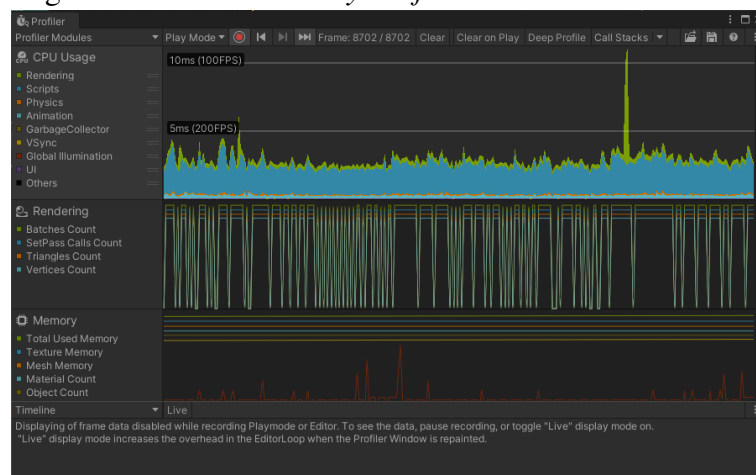 Profiler
Profiler Modules Play Mode Frame: 8702 / 8702 Clear Clear on Play Deep Profile Call Stacks
CPU Usage
Rendering
Scripts
Physics
Animation
GarbageCollector
VSync
Global Illumination
UI
Others
10ms (100FPS)
5ms (200FPS)
Rendering
Batches Count
SetPass Calls Count
Triangles Count
Vertices Count
Memory
Total Used Memory
Texture Memory
Mesh Memory
Material Count
Object Count
Timeline Live
Displaying of frame data disabled while recording Playmode or Editor. To see the data, pause recording, or toggle "Live" display mode on.
"Live" display mode increases the overhead in the EditorLoop when the Profiler Window is repainted.